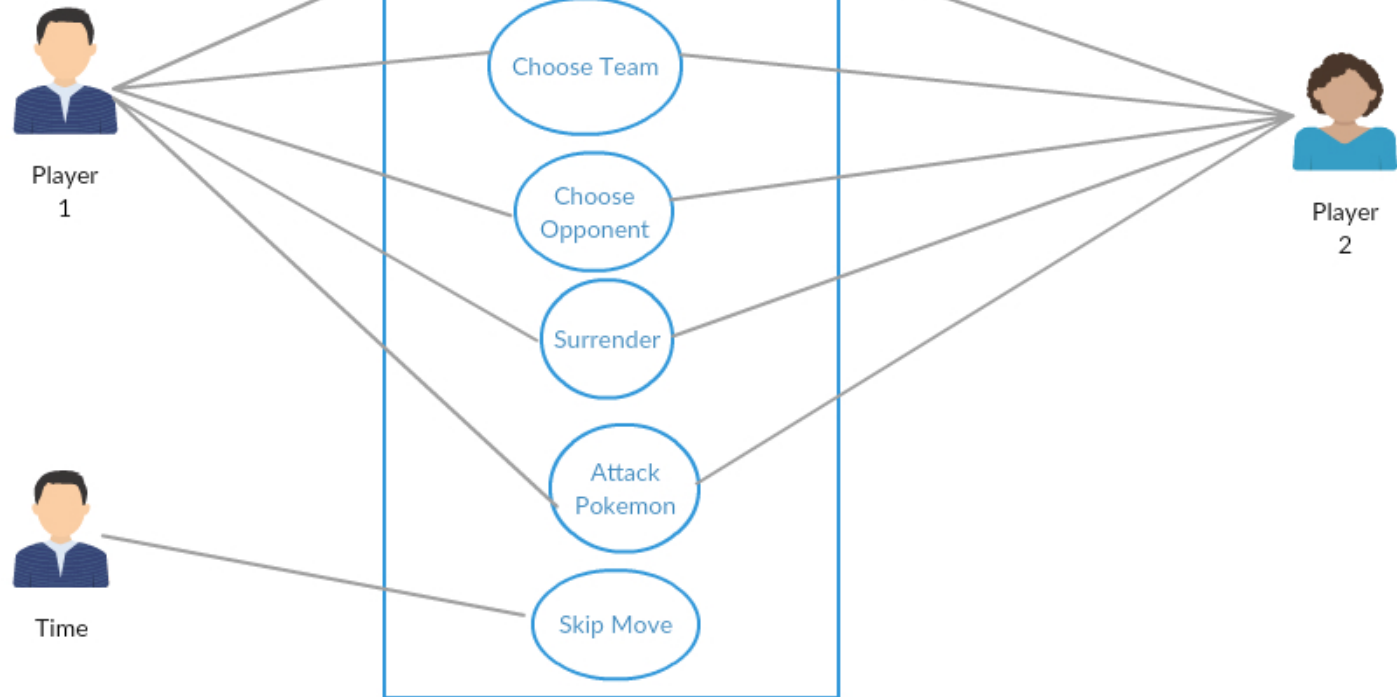 Choose Team
Player
1
Choose
Opponent
Player
2
Surrender
Attack
Pokemon
Skip Move
Time